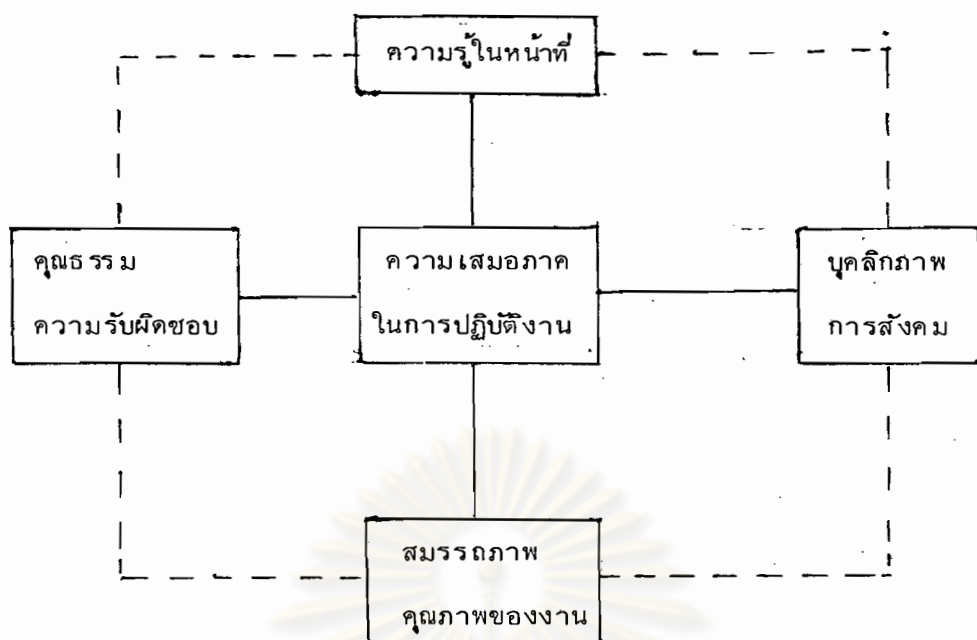 ความรู้ในหน้าที่
คุณธรรม
ความรับผิดชอบ
ความเสมอภาค
ในการปฏิบัติงาน
บุคลิกภาพ
การสังคม
สมรรถภาพ
คุณภาพของงาน